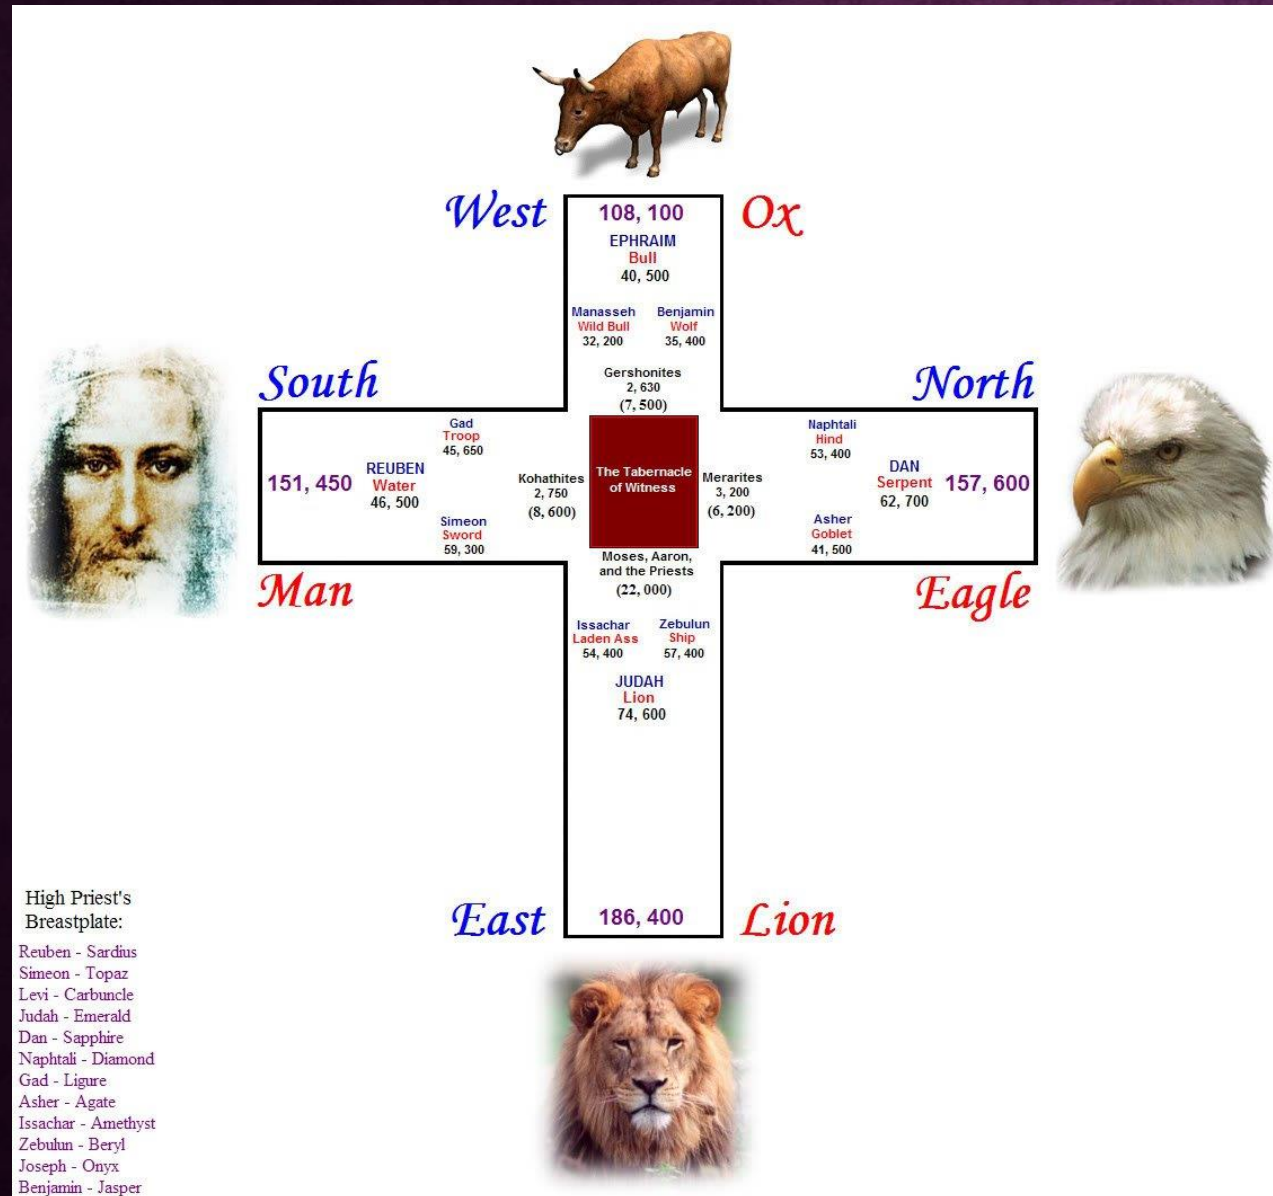 West
108, 100
Ox
EPHRAIM
Bull
40, 500
Manasseh
Wild Bull
32, 200
Benjamin
Wolf
35, 400
Gershonites
2, 630
(7, 500)
South
North
151, 450
REUBEN
Water
46, 500
Gad
Troop
45, 650
Simeon
Sword
59, 300
Kohathites
2, 750
(8, 600)
The Tabernacle
of Witness
Merarites
3, 200
(6, 200)
Naphtali
Hind
53, 400
Asher
Goblet
41, 500
DAN
Serpent
62, 700
157, 600
Man
Eagle
Moses, Aaron,
and the Priests
(22, 000)
Issachar
Laden Ass
54, 400
Zebulun
Ship
57, 400
JUDAH
Lion
74, 600
East
186, 400
Lion
High Priest's
Breastplate:
Reuben - Sardius
Simeon - Topaz
Levi - Carbuncle
Judah - Emerald
Dan - Sapphire
Naphtali - Diamond
Gad - Ligure
Asher - Agate
Issachar - Amethyst
Zebulun - Beryl
Joseph - Onyx
Benjamin - Jasper